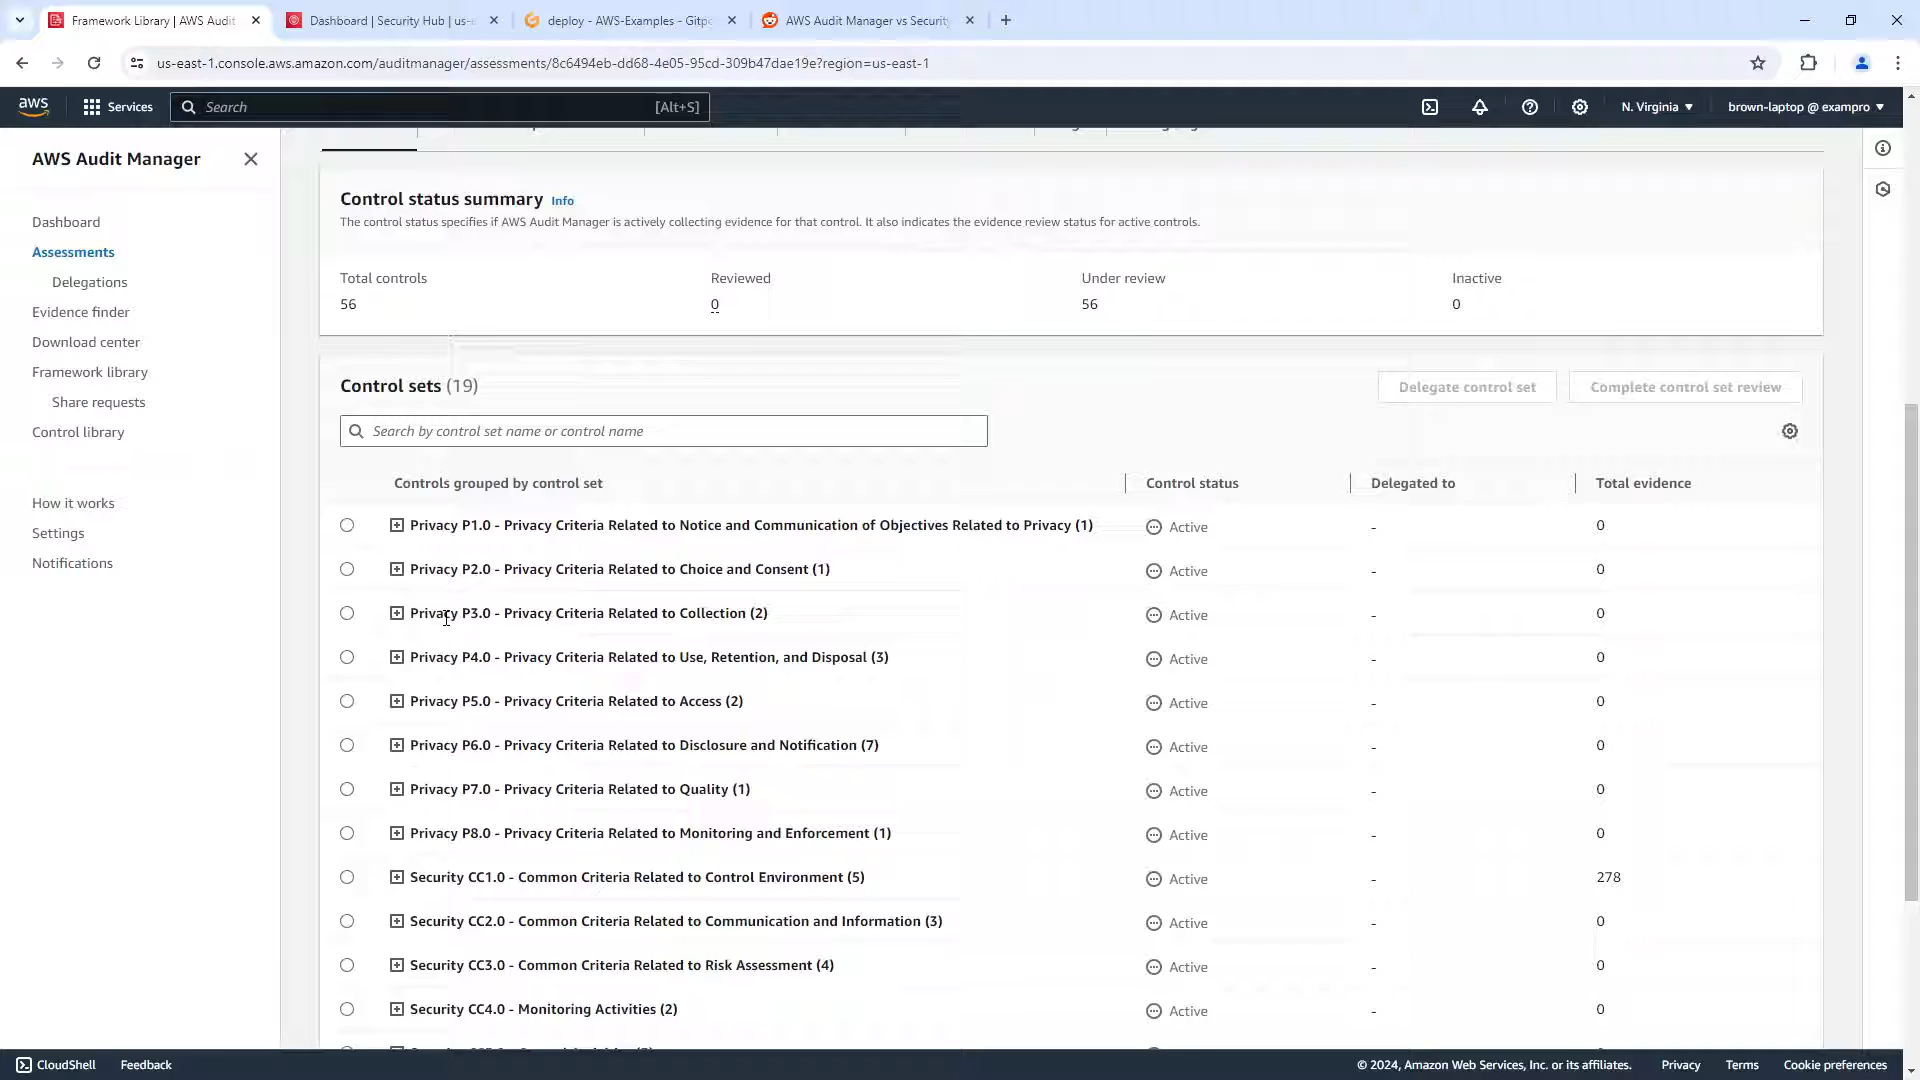 Framework Library | AWS Audit
Dashboard | Security Hub | us-e
deploy - AWS-Examples - Gitpo
AWS Audit Manager vs Security
us-east-1.console.aws.amazon.com/auditmanager/assessments/8c6494eb-dd68-4e05-95cd-309b47dae19e?region=us-east-1
aws
Services
Search
[Alt+S]
N. Virginia
brown-laptop @ exampro
AWS Audit Manager
Dashboard
Assessments
Delegations
Evidence finder
Download center
Framework library
Share requests
Control library
How it works
Settings
Notifications
Control status summary Info
The control status specifies if AWS Audit Manager is actively collecting evidence for that control. It also indicates the evidence review status for active controls.
Total controls
56
Reviewed
0
Under review
56
Inactive
0
Control sets (19)
Delegate control set
Complete control set review
Search by control set name or control name
Controls grouped by control set Control status Delegated to Total evidence
Privacy P1.0 - Privacy Criteria Related to Notice and Communication of Objectives Related to Privacy (1) Active - 0
Privacy P2.0 - Privacy Criteria Related to Choice and Consent (1) Active - 0
Privacy P3.0 - Privacy Criteria Related to Collection (2) Active - 0
Privacy P4.0 - Privacy Criteria Related to Use, Retention, and Disposal (3) Active - 0
Privacy P5.0 - Privacy Criteria Related to Access (2) Active - 0
Privacy P6.0 - Privacy Criteria Related to Disclosure and Notification (7) Active - 0
Privacy P7.0 - Privacy Criteria Related to Quality (1) Active - 0
Privacy P8.0 - Privacy Criteria Related to Monitoring and Enforcement (1) Active - 0
Security CC1.0 - Common Criteria Related to Control Environment (5) Active - 278
Security CC2.0 - Common Criteria Related to Communication and Information (3) Active - 0
Security CC3.0 - Common Criteria Related to Risk Assessment (4) Active - 0
Security CC4.0 - Monitoring Activities (2) Active - 0
CloudShell
Feedback
© 2024, Amazon Web Services, Inc. or its affiliates.
Privacy
Terms
Cookie preferences